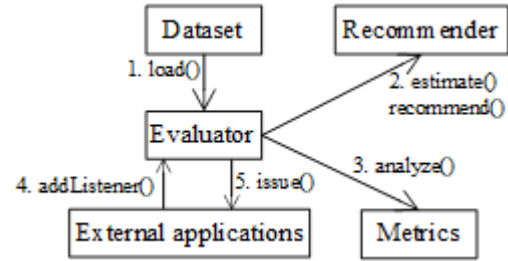 Dataset
Recommender
1. load()
2. estimate()
recommend()
Evaluator
3. analyze()
4. addListener()
5. issue()
External applications
Metrics